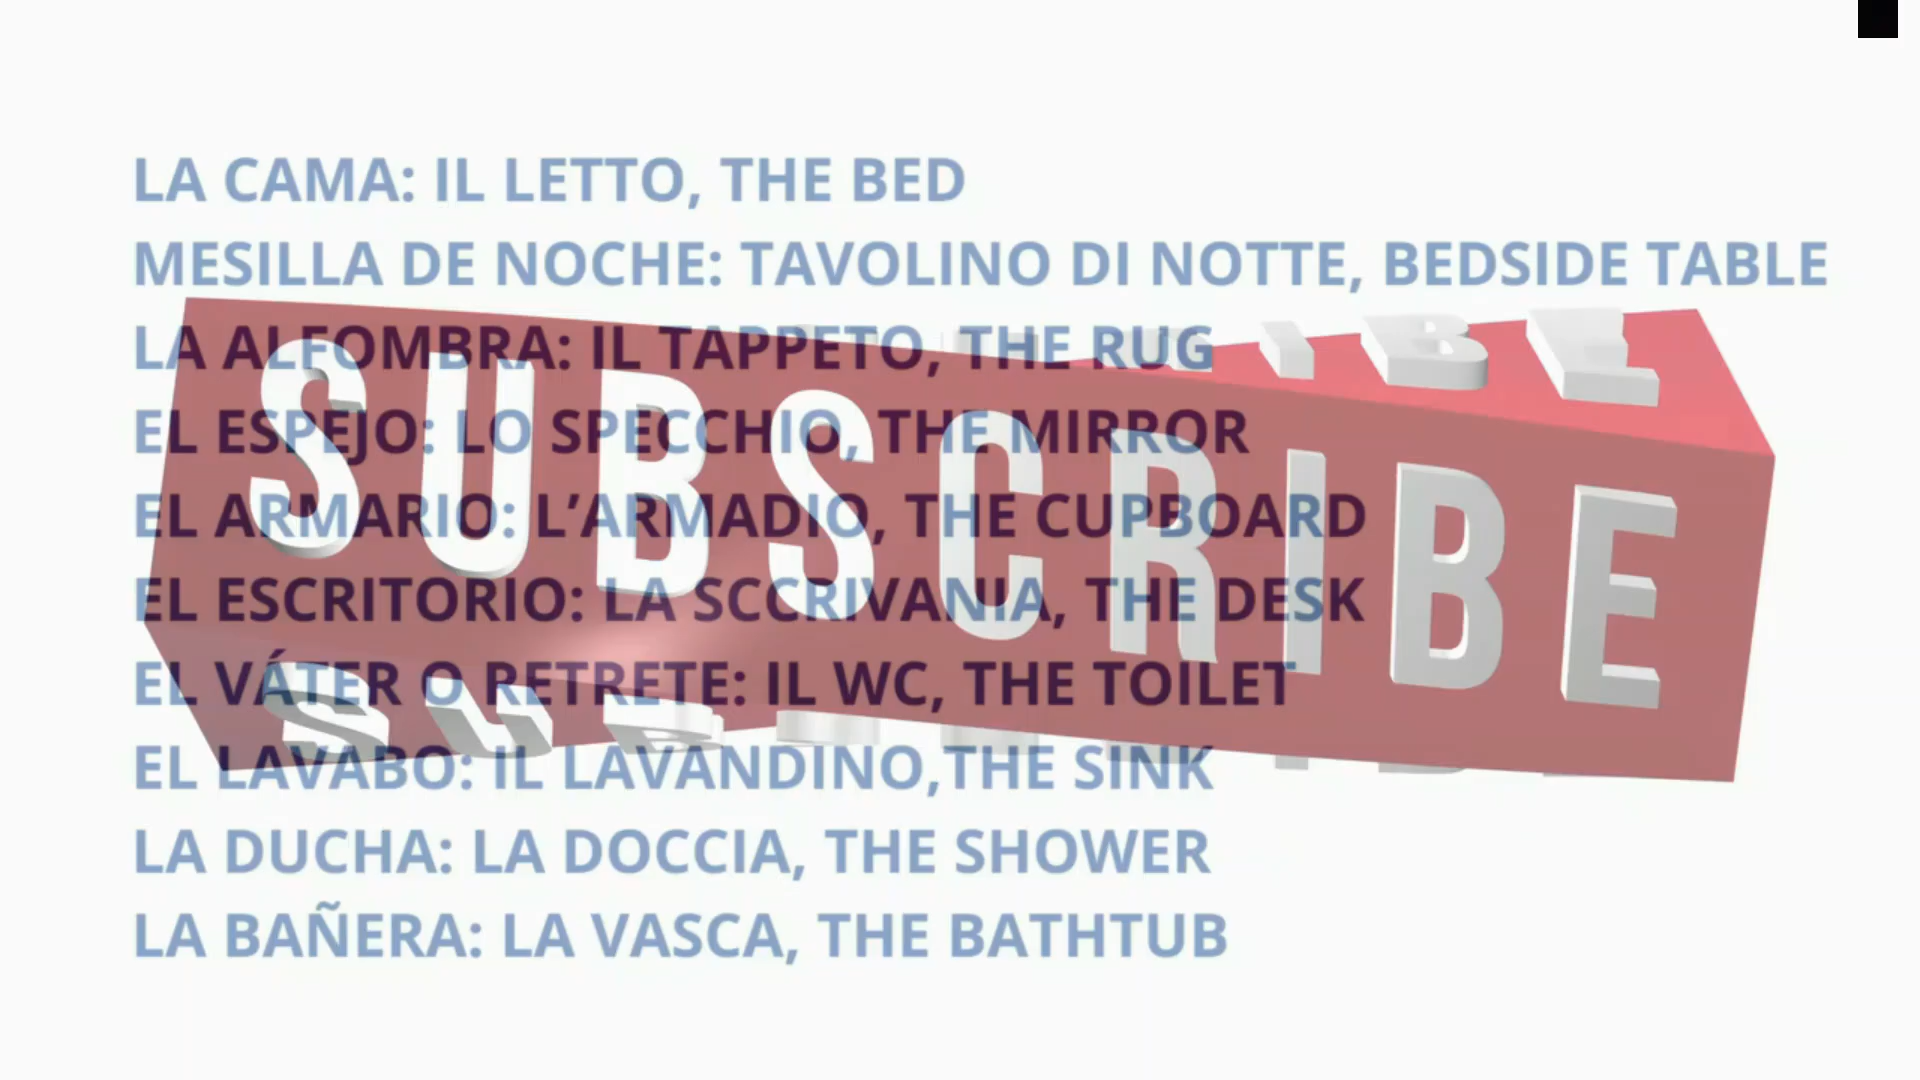 LA CAMA: IL LETTO, THE BED
MESILLA DE NOCHE: TAVOLINO DI NOTTE, BEDSIDE TABLE
LA ALFOMBRA: IL TAPPETO, THE RUG
EL ESPEJO: LO SPECCHIO, THE MIRROR
EL ARMARIO: L’ARMADIO, THE CUPBOARD
EL ESCRITORIO: LA SCCRIVANIA, THE DESK
EL VÁTER O RETRETE: IL WC, THE TOILET
EL LAVABO: IL LAVANDINO,THE SINK
LA DUCHA: LA DOCCIA, THE SHOWER
LA BAÑERA: LA VASCA, THE BATHTUB
SUBSCRIBE